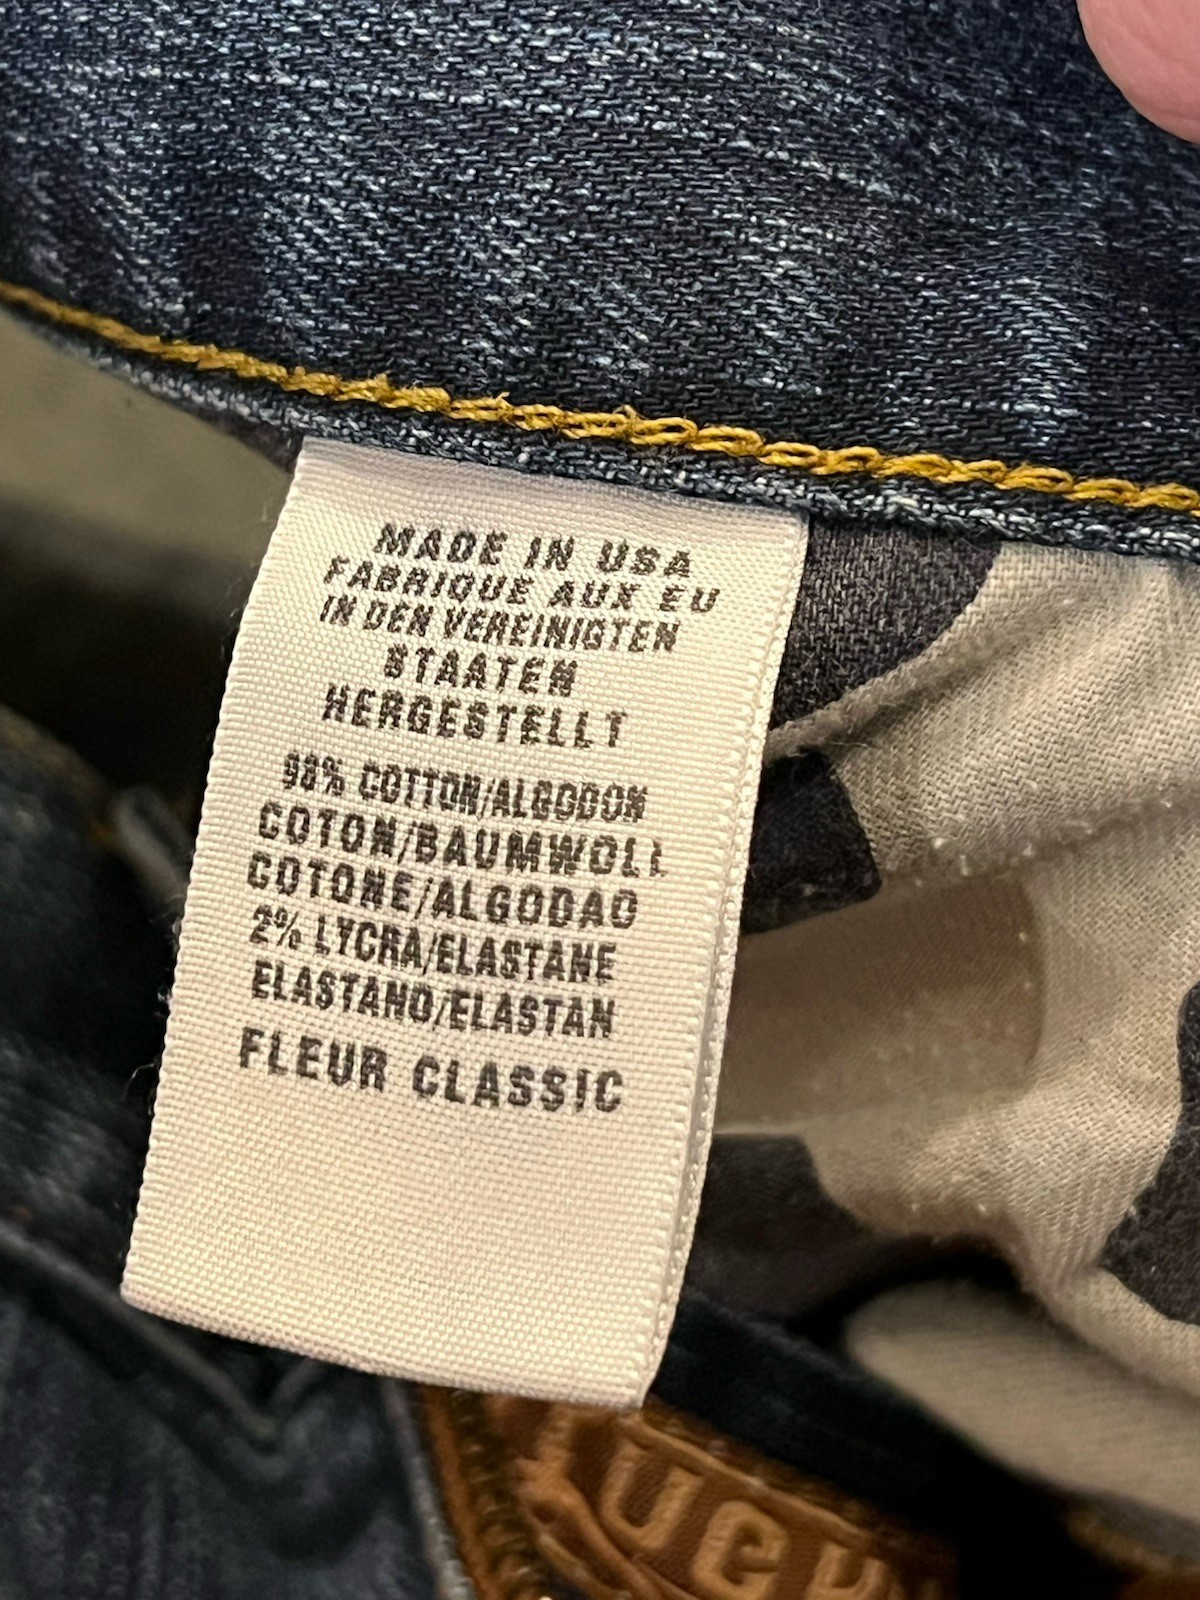 MADE IN USA
FABRIQUE AUX EU
IN DEN VEREINIGTEN
STAATEN
HERGESTELLT
98% COTTON/ALGODON
COTON/BAUMWOLL
COTONE/ALGODAO
2% LYCRA/ELASTANE
ELASTANO/ELASTAN
FLEUR CLASSIC